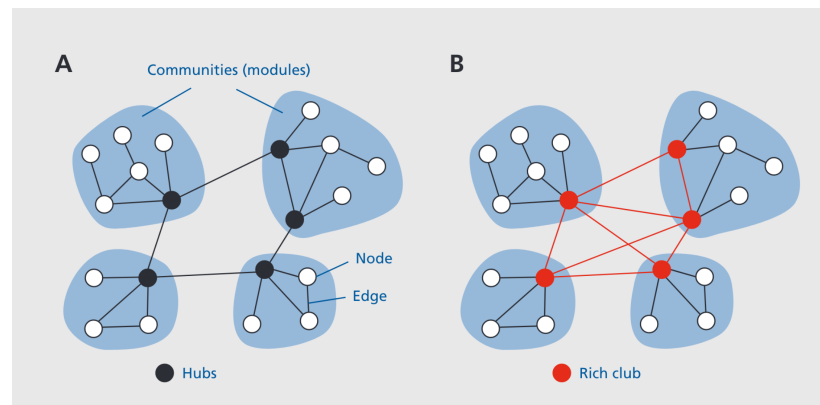 A
B
Communities (modules)
Node
Edge
Hubs
Rich club